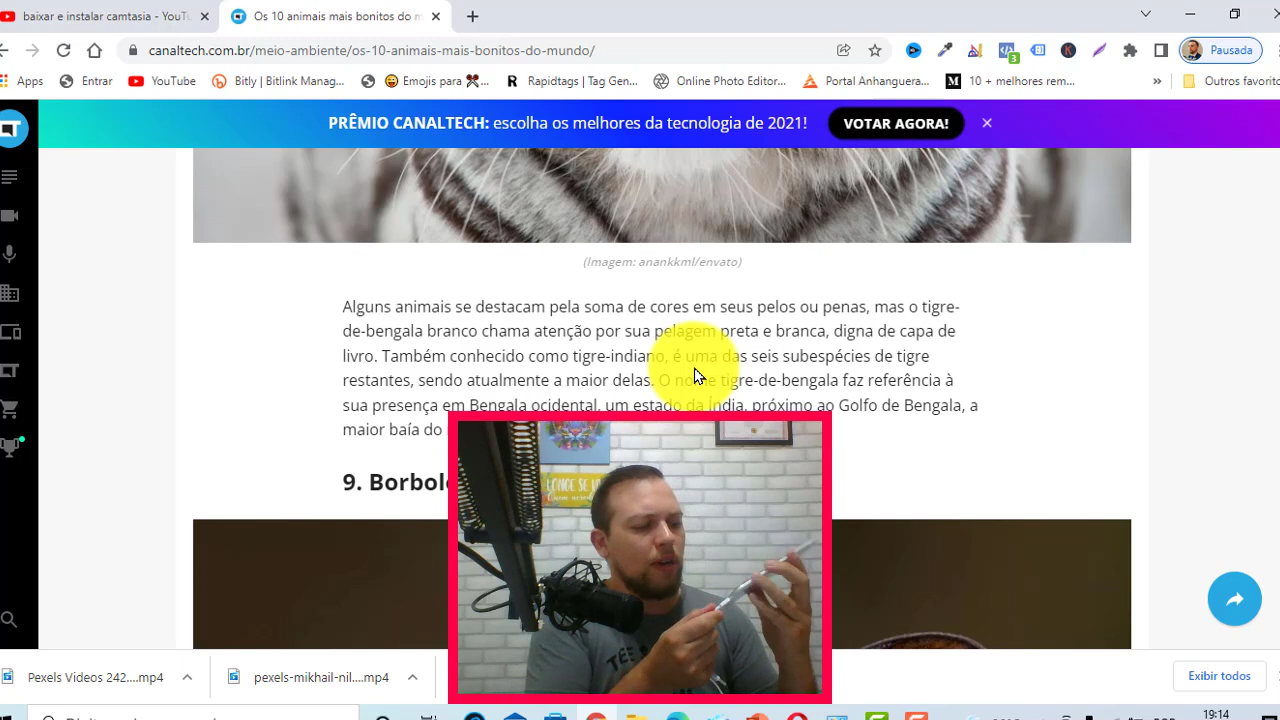 baixar e instalar camtasia - YouT
Os 10 animais mais bonitos do m
canaltech.com.br/meio-ambiente/os-10-animais-mais-bonitos-do-mundo/
3
Pausada
Apps
Entrar
YouTube
Bitly | Bitlink Manag...
Emojis para
Rapidtags | Tag Gen...
Online Photo Editor...
Portal Anhanguera...
10 + melhores rem...
»
Outros favorito
PRÊMIO CANALTECH: escolha os melhores da tecnologia de 2021!
VOTAR AGORA!
(Imagem: anankkml/envato)
Alguns animais se destacam pela soma de cores em seus pelos ou penas, mas o tigre-
de-bengala branco chama atenção por sua pelagem preta e branca, digna de capa de
livro. Também conhecido como tigre-indiano, é uma das seis subespécies de tigre
restantes, sendo atualmente a maior delas. O nome tigre-de-bengala faz referência à
sua presença em Bengala ocidental, um estado da Índia, próximo ao Golfo de Bengala, a
maior baía do
9. Borbole
LONGE SE V
Pexels Videos 242....mp4
pexels-mikhail-nil....mp4
Exibir todos
19:14